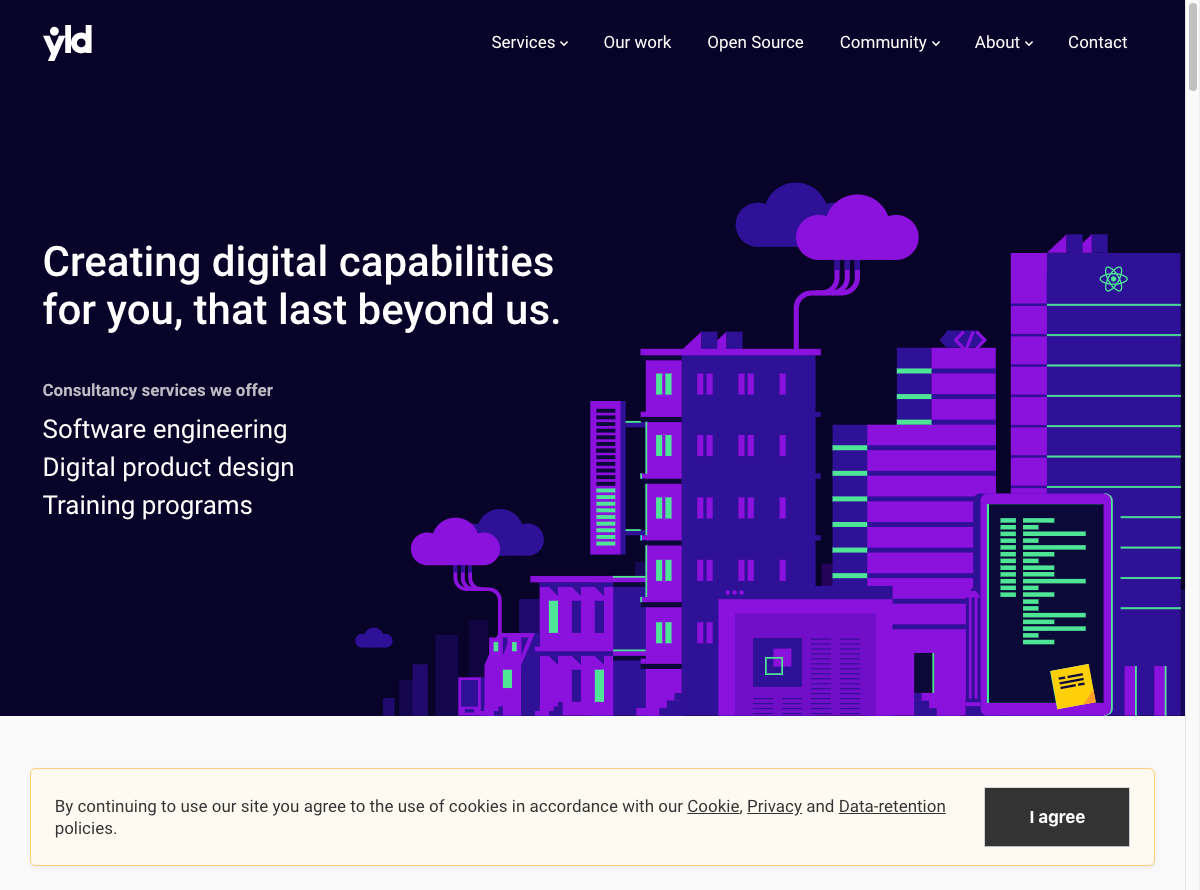 yld
Services
Our work
Open Source
Community
About
Contact
Creating digital capabilities
for you, that last beyond us.
Consultancy services we offer
Software engineering
Digital product design
Training programs
By continuing to use our site you agree to the use of cookies in accordance with our Cookie, Privacy and Data-retention
policies.
I agree